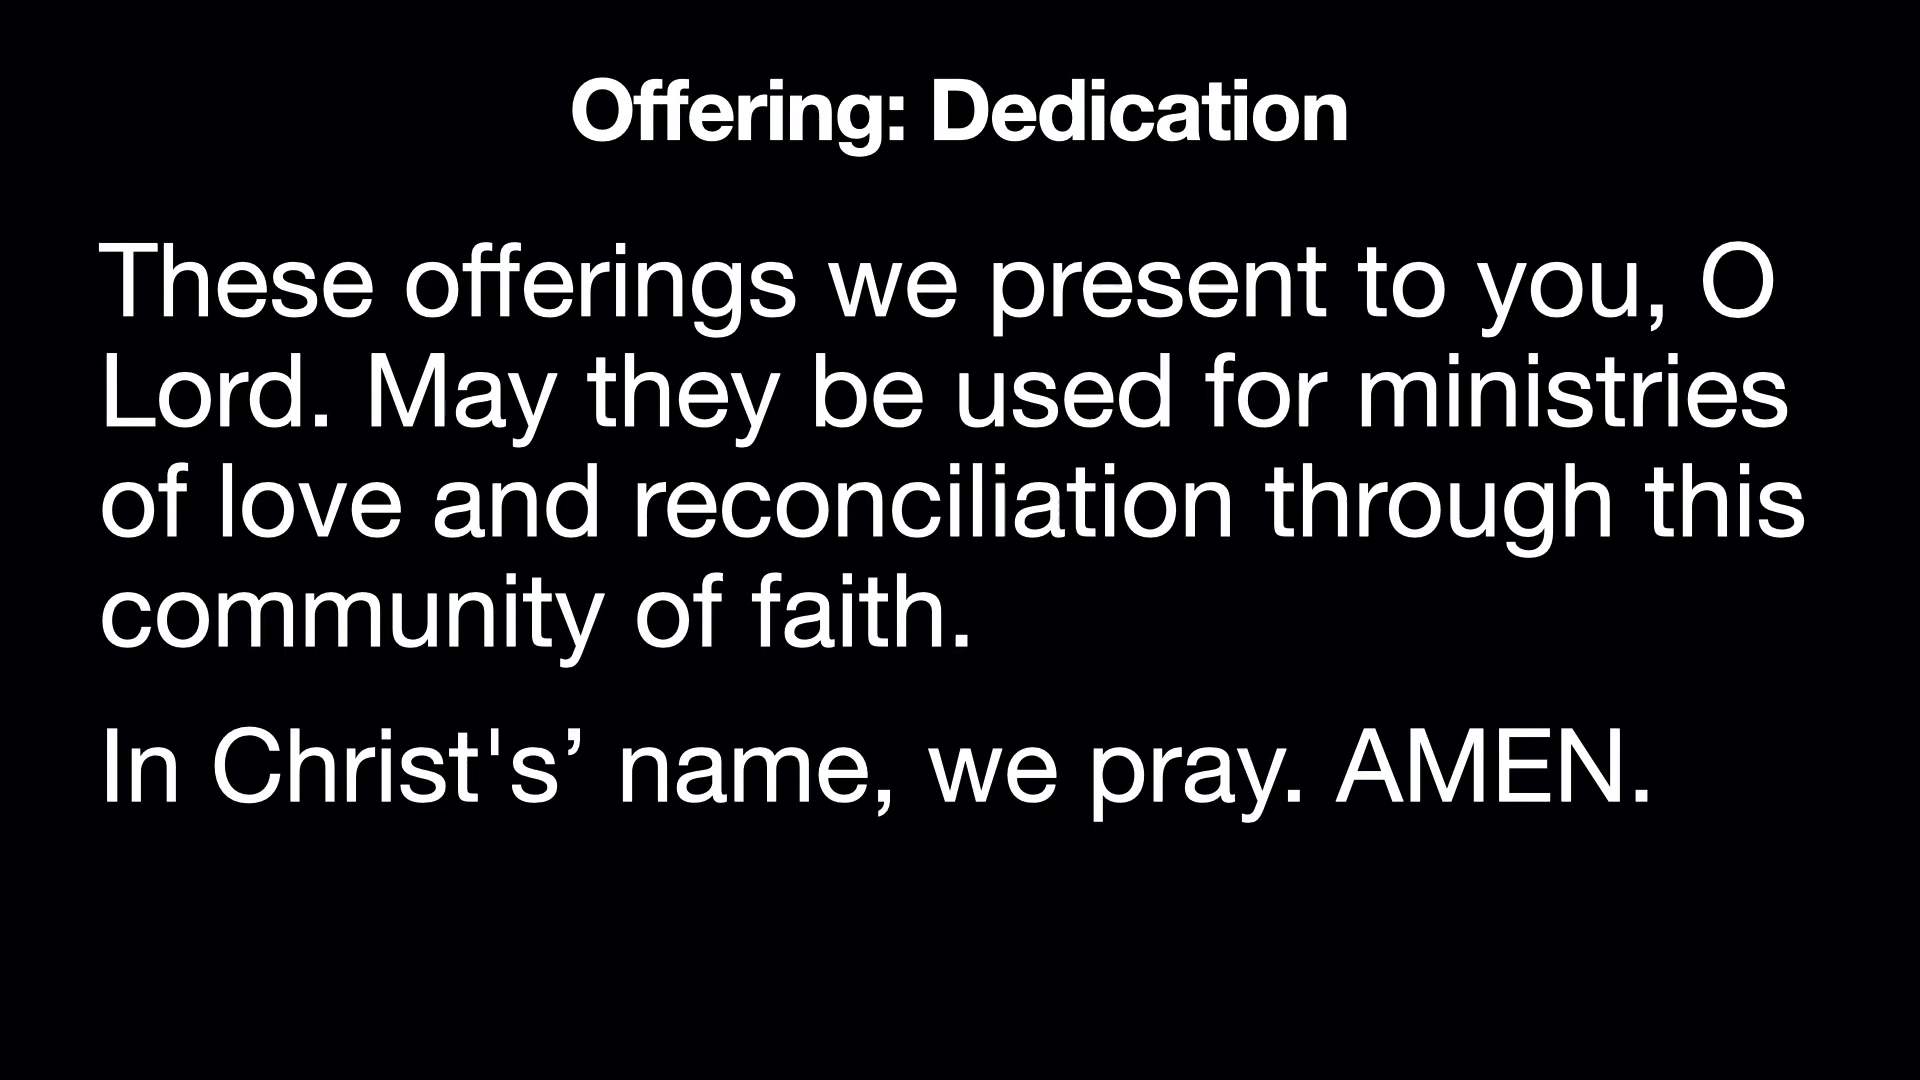 Offering: Dedication
These offerings we present to you, O
Lord. May they be used for ministries
of love and reconciliation through this
community of faith.
In Christ's’ name, we pray. AMEN.